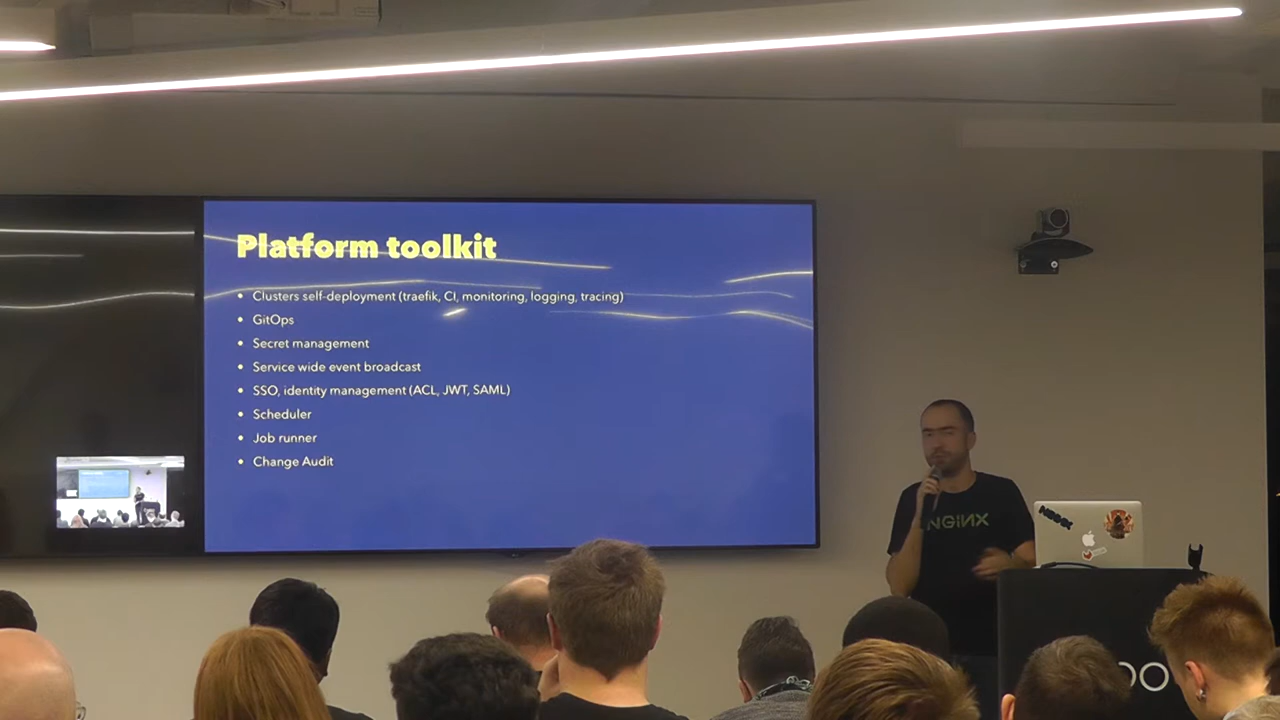 Platform toolkit
• Clusters self-deployment (traefik, CI, monitoring, logging, tracing)
• GitOps
• Secret management
• Service wide event broadcast
• SSO, identity management (ACL, JWT, SAML)
• Scheduler
• Job runner
• Change Audit
NGINX
NGINX